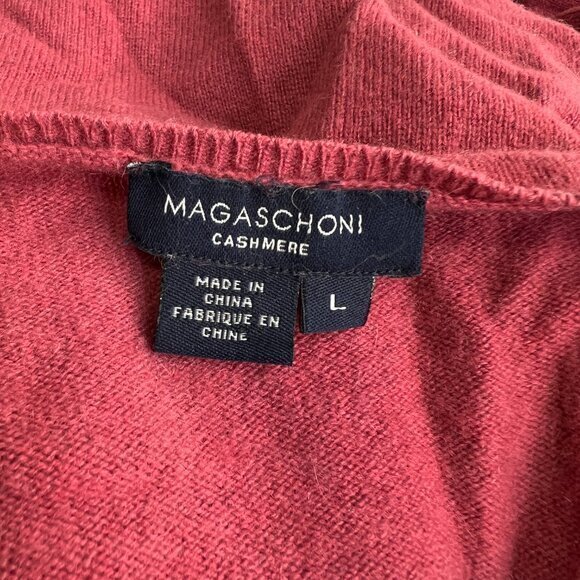 MAGASCHONI
CASHMERE
MADE IN
CHINA
FABRIQUE EN
CHINE
L